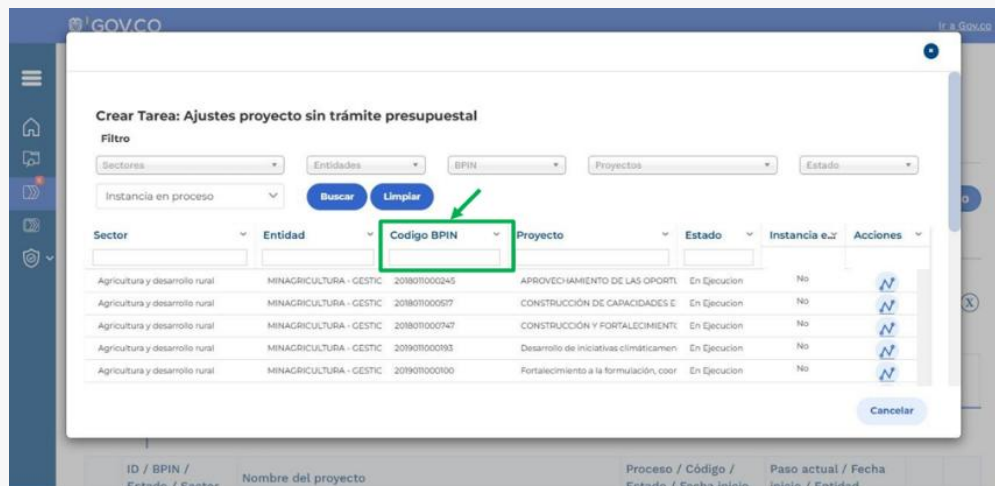 GOV.CO
Ir a Gov.co
Crear Tarea: Ajustes proyecto sin trámite presupuestal
Filtro
Sectores Entidades BPIN Proyectos Estado
Instancia en proceso Buscar Limpiar
Sector Entidad Codigo BPIN Proyecto Estado Instancia e... Acciones
Agricultura y desarrollo rural MINAGRICULTURA - GESTIC 2018011000245 APROVECHAMIENTO DE LAS OPORTU En Ejecucion No
Agricultura y desarrollo rural MINAGRICULTURA - GESTIC 2018011000517 CONSTRUCCIÓN DE CAPACIDADES E En Ejecucion No
Agricultura y desarrollo rural MINAGRICULTURA - GESTIC 2018011000747 CONSTRUCCIÓN Y FORTALECIMIENTO En Ejecucion No
Agricultura y desarrollo rural MINAGRICULTURA - GESTIC 2019011000193 Desarrollo de iniciativas climáticamen En Ejecucion No
Agricultura y desarrollo rural MINAGRICULTURA - GESTIC 2019011000100 Fortalecimiento a la formulación, coor En Ejecucion No
Cancelar
ID / BPIN / Nombre del proyecto Proceso / Código / Paso actual / Fecha
Estado / Sector Estado / Fecha inicio inicio / Entidad